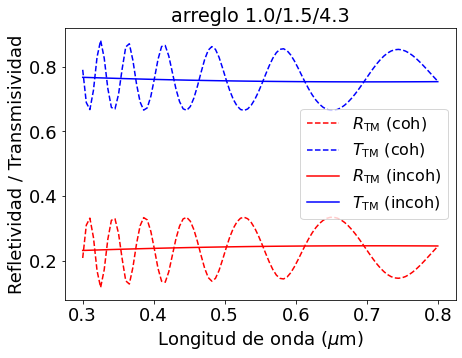 arreglo 1.0/1.5/4.3
Refletividad / Transmisividad
0.8
0.6
0.4
0.2
R_TM (coh)
T_TM (coh)
R_TM (incoh)
T_TM (incoh)
0.3 0.4 0.5 0.6 0.7 0.8
Longitud de onda (μm)